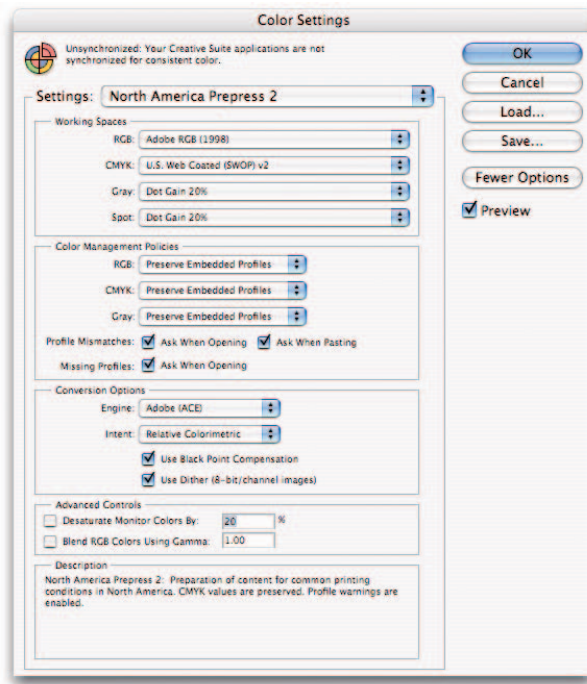 Color Settings
Unsynchronized: Your Creative Suite applications are not
synchronized for consistent color.
Settings: North America Prepress 2
Working Spaces
RGB: Adobe RGB (1998)
CMYK: U.S. Web Coated (SWOP) v2
Gray: Dot Gain 20%
Spot: Dot Gain 20%
Color Management Policies
RGB: Preserve Embedded Profiles
CMYK: Preserve Embedded Profiles
Gray: Preserve Embedded Profiles
Profile Mismatches: Ask When Opening Ask When Pasting
Missing Profiles: Ask When Opening
Conversion Options
Engine: Adobe (ACE)
Intent: Relative Colorimetric
Use Black Point Compensation
Use Dither (8-bit/channel images)
Advanced Controls
Desaturate Monitor Colors By: 20 %
Blend RGB Colors Using Gamma: 1.00
Description
North America Prepress 2: Preparation of content for common printing
conditions in North America. CMYK values are preserved. Profile warnings are
enabled.
OK
Cancel
Load...
Save...
Fewer Options
Preview